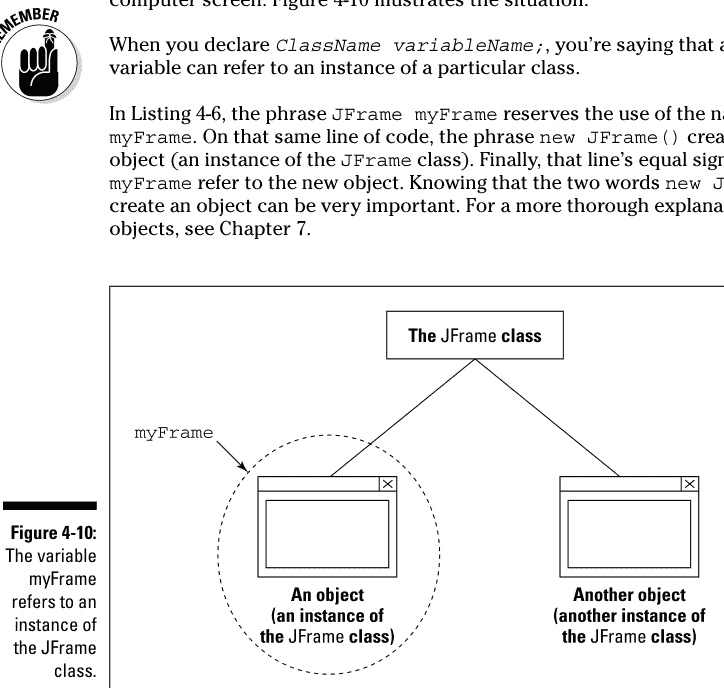 computer screen. Figure 4-10 illustrates the situation.
REMEMBER
When you declare ClassName variableName;, you're saying that a
variable can refer to an instance of a particular class.
In Listing 4-6, the phrase JFrame myFrame reserves the use of the
myFrame. On that same line of code, the phrase new JFrame()
object (an instance of the JFrame class). Finally, that line's equal
myFrame refer to the new object. Knowing that the two words new
create an object can be very important. For a more thorough
objects, see Chapter 7.
The JFrame class
myFrame
An object
(an instance of
the JFrame class)
Another object
(another instance of
the JFrame class)
Figure 4-10:
The variable
myFrame
refers to an
instance of
the JFrame
class.